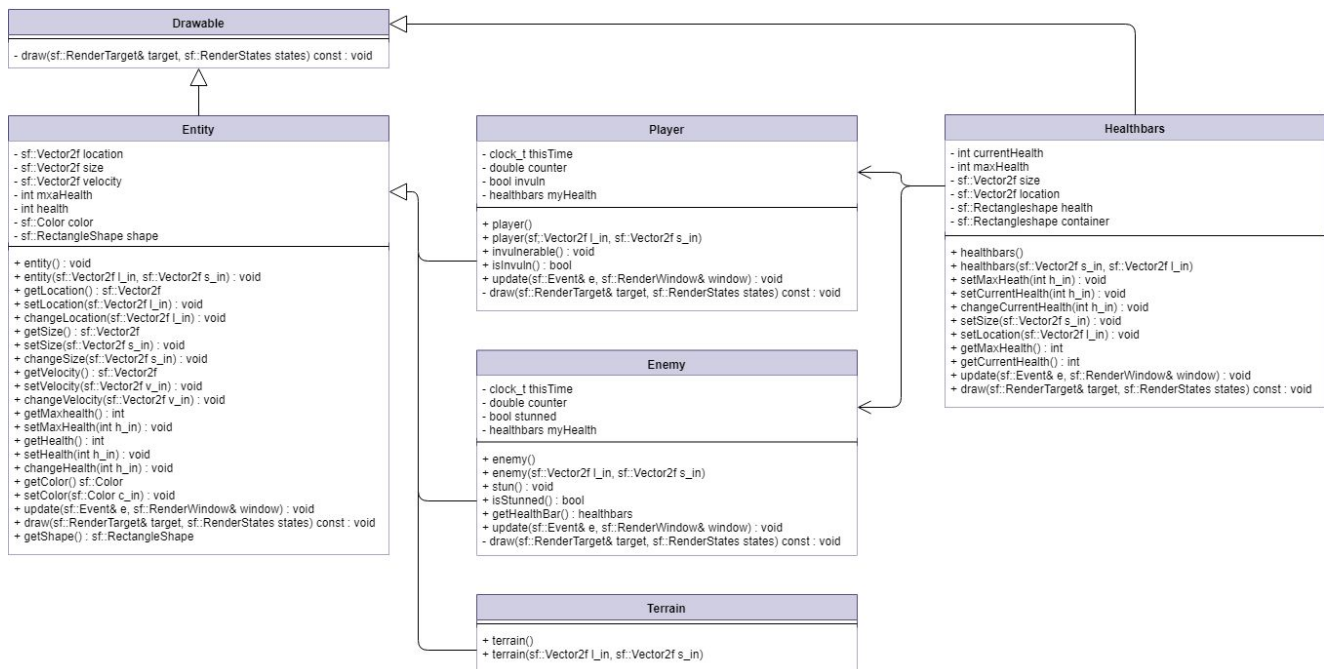 Drawable
- draw(sf::RenderTarget& target, sf::RenderStates states) const : void
Entity
- sf::Vector2f location
- sf::Vector2f size
- sf::Vector2f velocity
- int mxaHealth
- int health
- sf::Color color
- sf::RectangleShape shape
+ entity() : void
+ entity(sf::Vector2f l_in, sf::Vector2f s_in) : void
+ getLocation() : sf::Vector2f
+ setLocation(sf::Vector2f l_in) : void
+ changeLocation(sf::Vector2f l_in) : void
+ getSize() : sf::Vector2f
+ setSize(sf::Vector2f s_in) : void
+ changeSize(sf::Vector2f s_in) : void
+ getVelocity() : sf::Vector2f
+ setVelocity(sf::Vector2f v_in) : void
+ changeVelocity(sf::Vector2f v_in) : void
+ getMaxhealth() : int
+ setMaxHealth(int h_in) : void
+ getHealth() : int
+ setHealth(int h_in) : void
+ changeHealth(int h_in) : void
+ getColor() sf::Color
+ setColor(sf::Color c_in) : void
+ update(sf::Event& e, sf::RenderWindow& window) : void
+ draw(sf::RenderTarget& target, sf::RenderStates states) const : void
+ getShape() : sf::RectangleShape
Player
- clock_t thisTime
- double counter
- bool invuln
- healthbars myHealth
+ player()
+ player(sf;:Vector2f l_in, sf::Vector2f s_in)
+ invulnerable() : void
+ isInvuln() : bool
+ update(sf::Event& e, sf::RenderWindow& window) : void
- draw(sf::RenderTarget& target, sf::RenderStates states) const : void
Enemy
- clock_t thisTime
- double counter
- bool stunned
- healthbars myHealth
+ enemy()
+ enemy(sf::Vector2f l_in, sf::Vector2f s_in)
+ stun() : void
+ isStunned() : bool
+ getHealthBar() : healthbars
+ update(sf::Event& e, sf::RenderWindow& window) : void
- draw(sf::RenderTarget& target, sf::RenderStates states) const : void
Terrain
+ terrain()
+ terrain(sf::Vector2f l_in, sf::Vector2f s_in)
Healthbars
- int currentHealth
- int maxHealth
- sf::Vector2f size
- sf::Vector2f location
- sf::Rectangleshape health
- sf::Rectangleshape container
+ healthbars()
+ healthbars(sf::Vector2f s_in, sf::Vector2f l_in)
+ setMaxHeath(int h_in) : void
+ setCurrentHealth(int h_in) : void
+ changeCurrentHealth(int h_in) : void
+ setSize(sf::Vector2f s_in) : void
+ setLocation(sf::Vector2f l_in) : void
+ getMaxHealth() : int
+ getCurrentHealth() : int
+ update(sf::Event& e, sf::RenderWindow& window) : void
+ draw(sf::RenderTarget& target, sf::RenderStates states) const : void